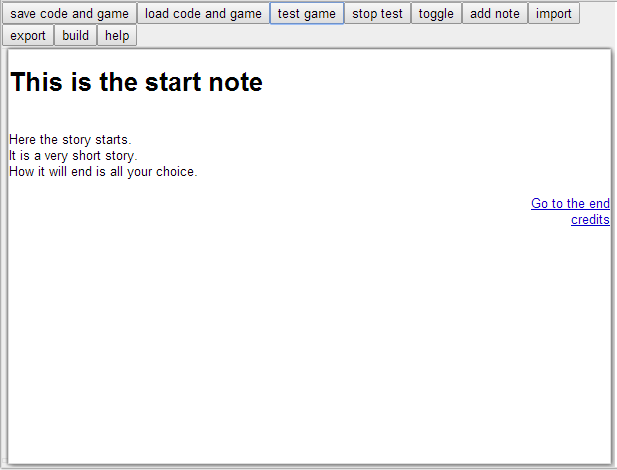 save code and game load code and game test game stop test toggle add note import
export build help
This is the start note
Here the story starts.
It is a very short story.
How it will end is all your choice.
Go to the end
credits